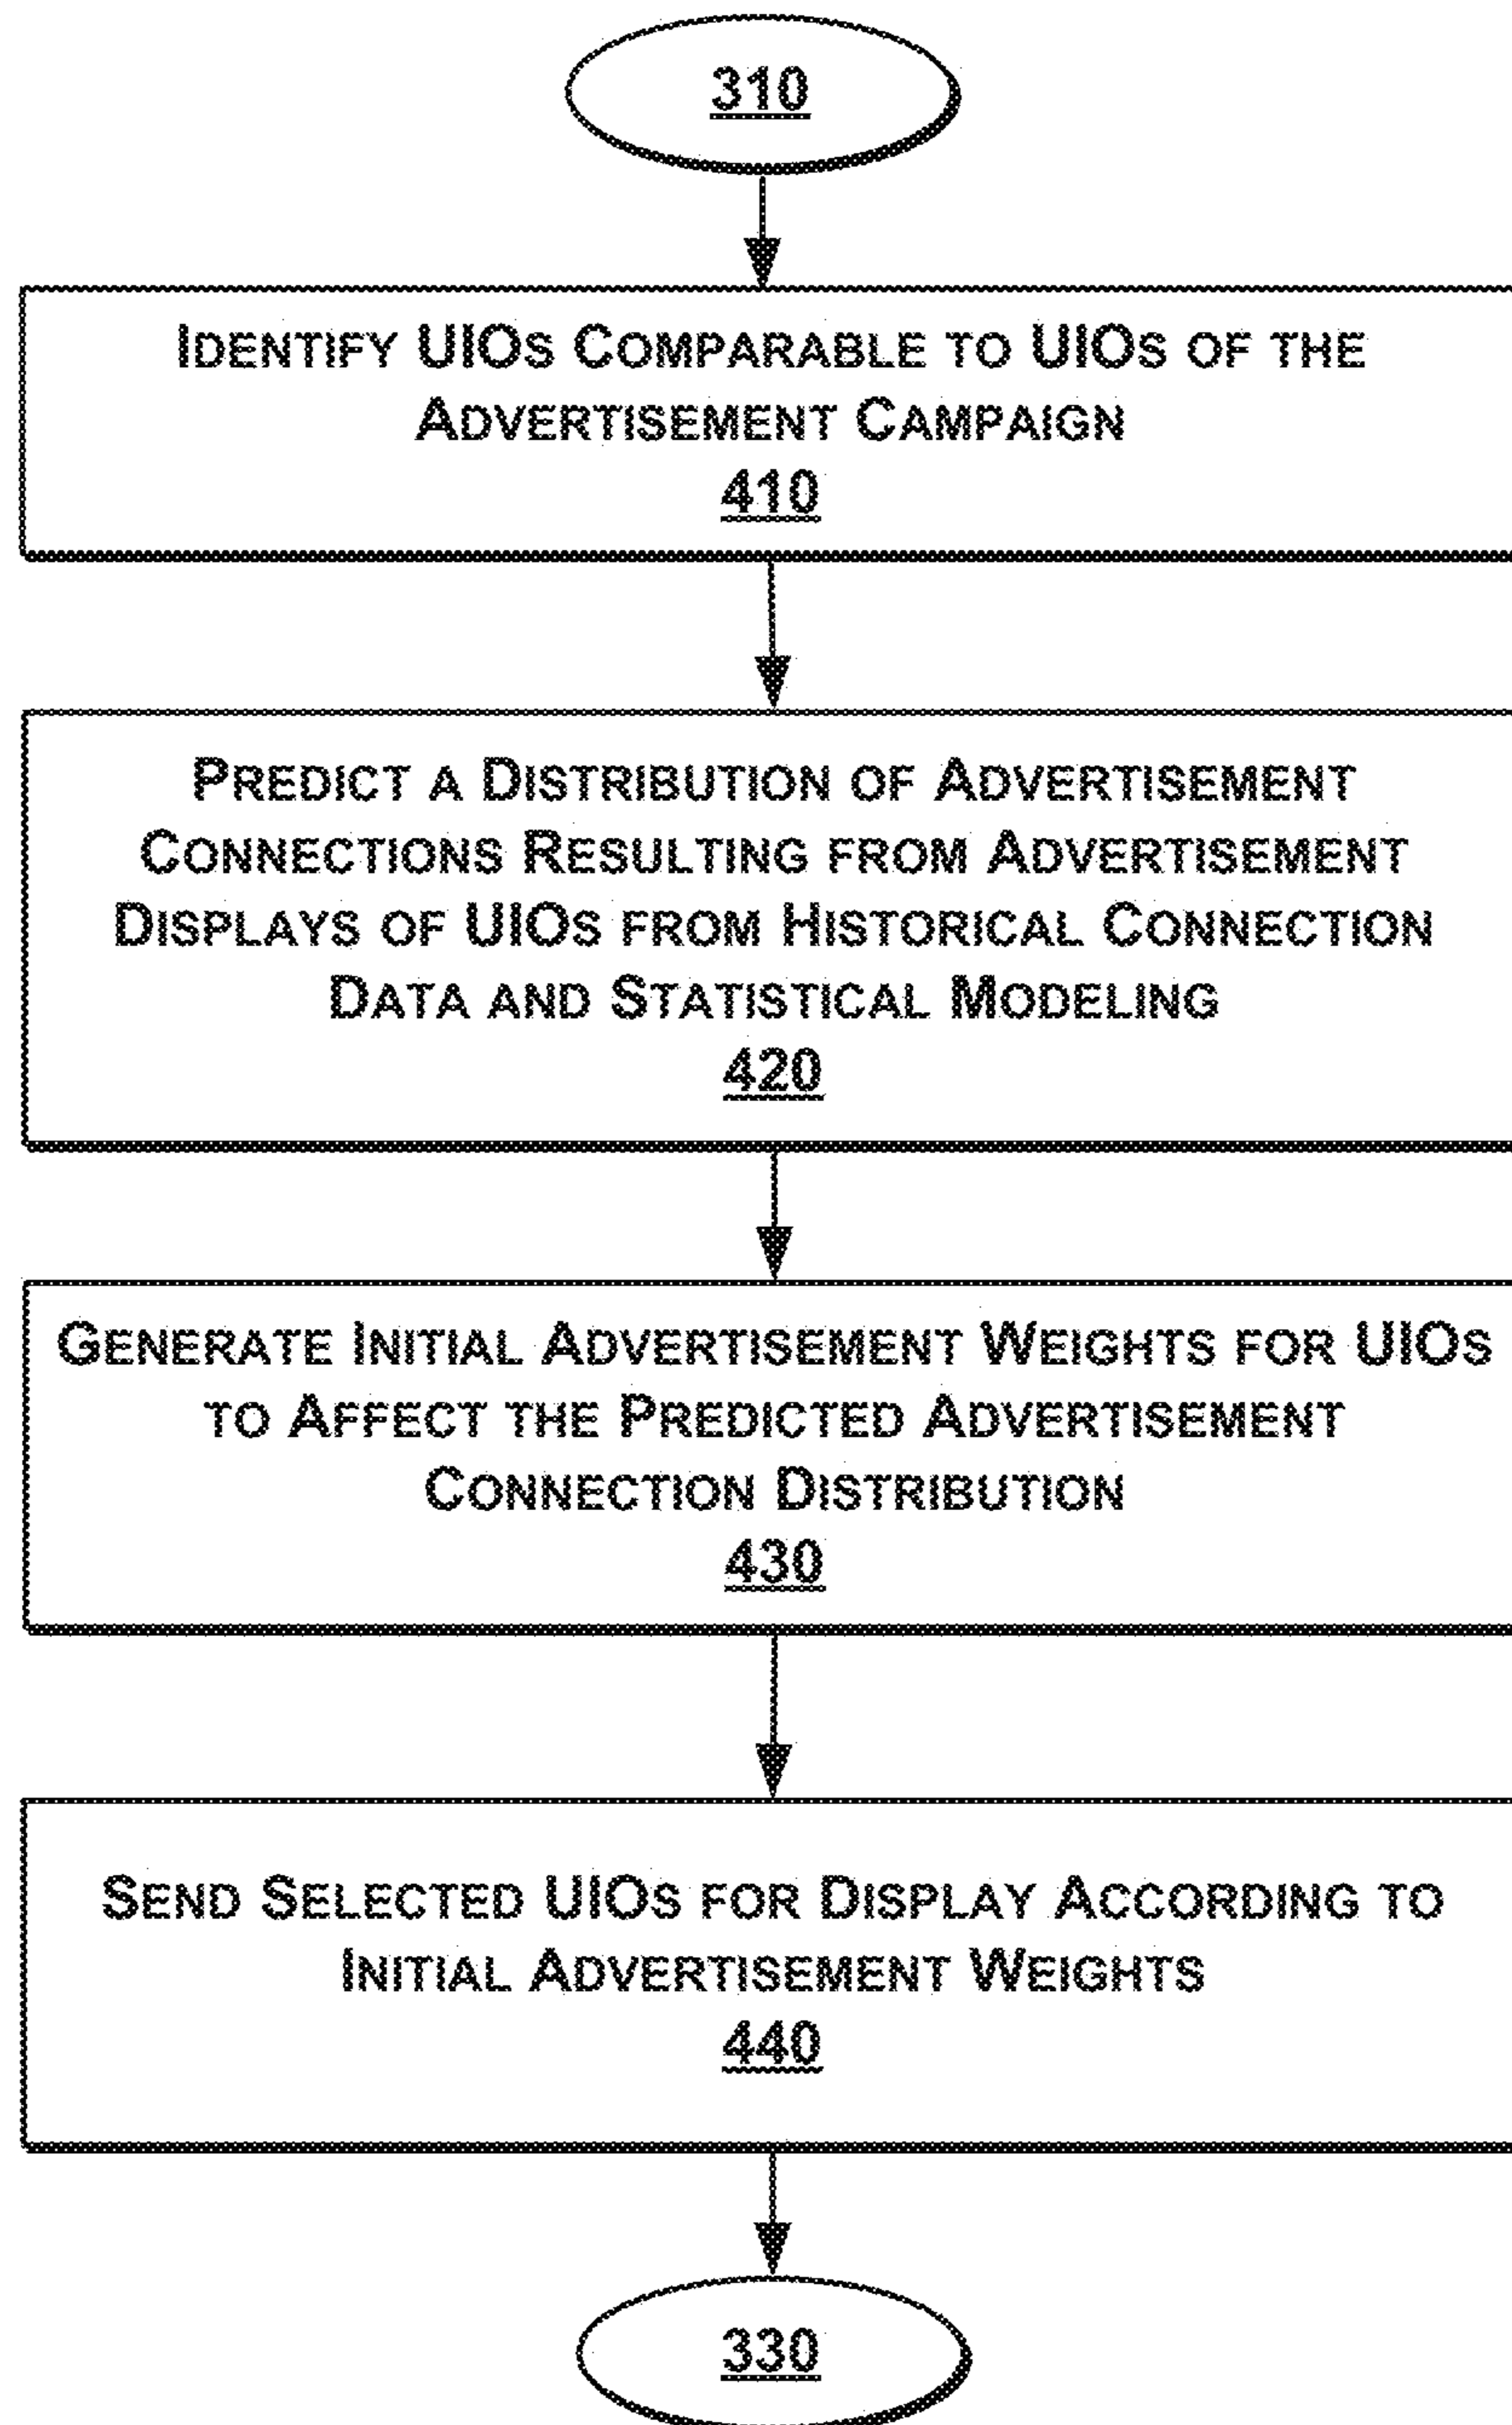 310
IDENTIFY UIOS COMPARABLE TO UIOS OF THE
ADVERTISEMENT CAMPAIGN
410
PREDICT A DISTRIBUTION OF ADVERTISEMENT
CONNECTIONS RESULTING FROM ADVERTISEMENT
DISPLAYS OF UIOS FROM HISTORICAL CONNECTION
DATA AND STATISTICAL MODELING
420
GENERATE INITIAL ADVERTISEMENT WEIGHTS FOR UIOS
TO AFFECT THE PREDICTED ADVERTISEMENT
CONNECTION DISTRIBUTION
430
SEND SELECTED UIOS FOR DISPLAY ACCORDING TO
INITIAL ADVERTISEMENT WEIGHTS
440
330